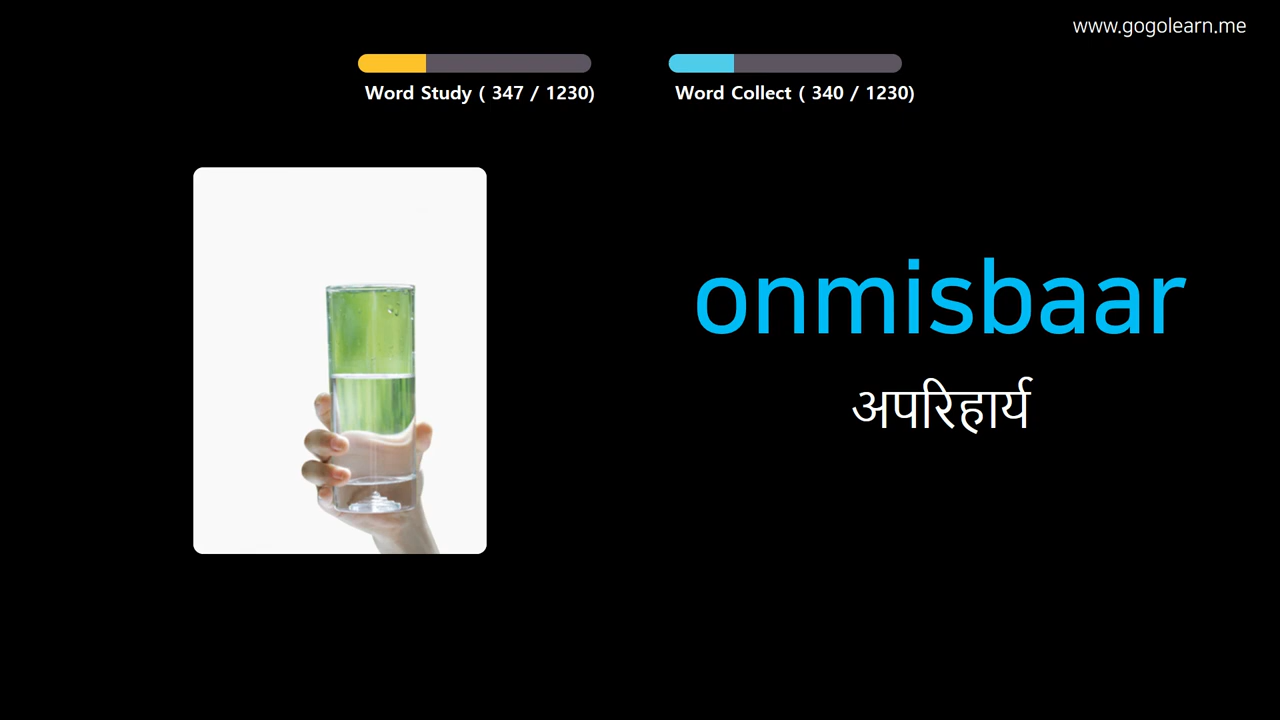 www.gogolearn.me
Word Study ( 347 / 1230)
Word Collect ( 340 / 1230)
onmisbaar
अपरिहार्य